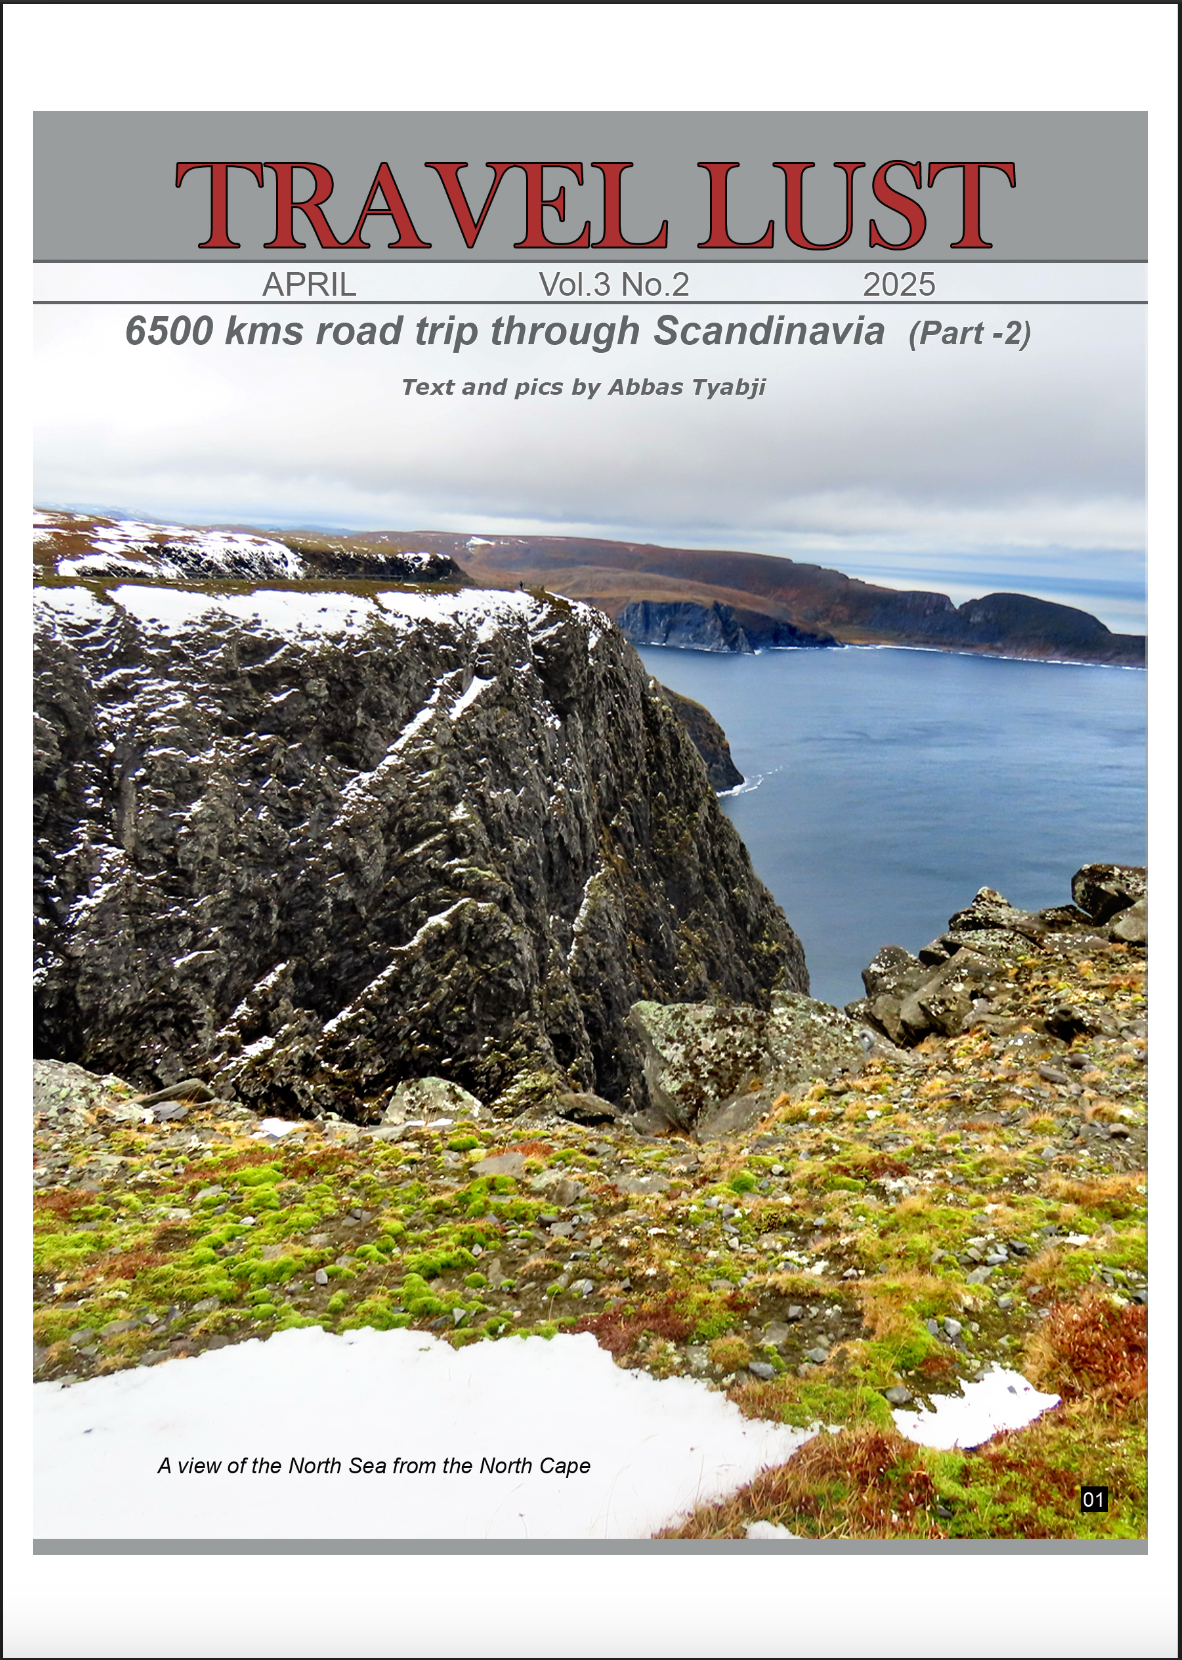 TRAVEL LUST
APRIL Vol.3 No.2 2025
6500 kms road trip through Scandinavia (Part -2)
Text and pics by Abbas Tyabji
A view of the North Sea from the North Cape
01